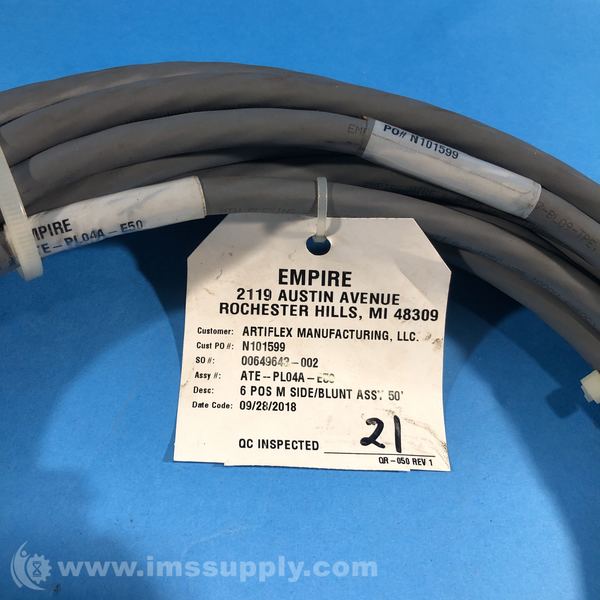 PO# N101599
EMPIRE
ATE-PL04A-E50
EMPIRE
2119 AUSTIN AVENUE
ROCHESTER HILLS, MI 48309
Customer: ARTIFLEX MANUFACTURING, LLC.
Cust PO#: N101599
SO #: 00649643-002
Assy #: ATE-PL04A-E50
Desc: 6 POS M SIDE/BLUNT ASSY 50'
Date Code: 09/28/2018
QC INSPECTED 21
QR-050 REV 1
www.imssupply.com